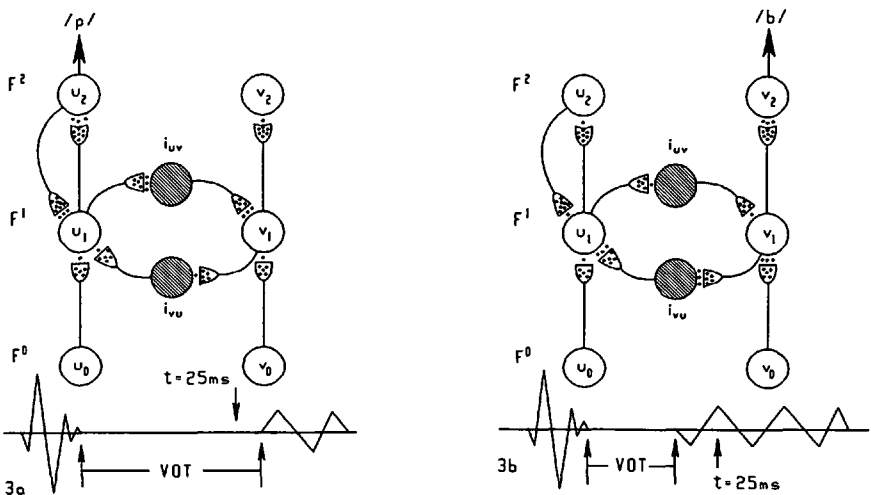 /p/
F² u₂ v₂
i_uv
F¹ u₁ v₁
i_vu
F⁰ u₀ v₀
t=25ms
VOT
3a
/b/
F² u₂ v₂
i_uv
F¹ u₁ v₁
i_vu
F⁰ u₀ v₀
VOT
t=25ms
3b